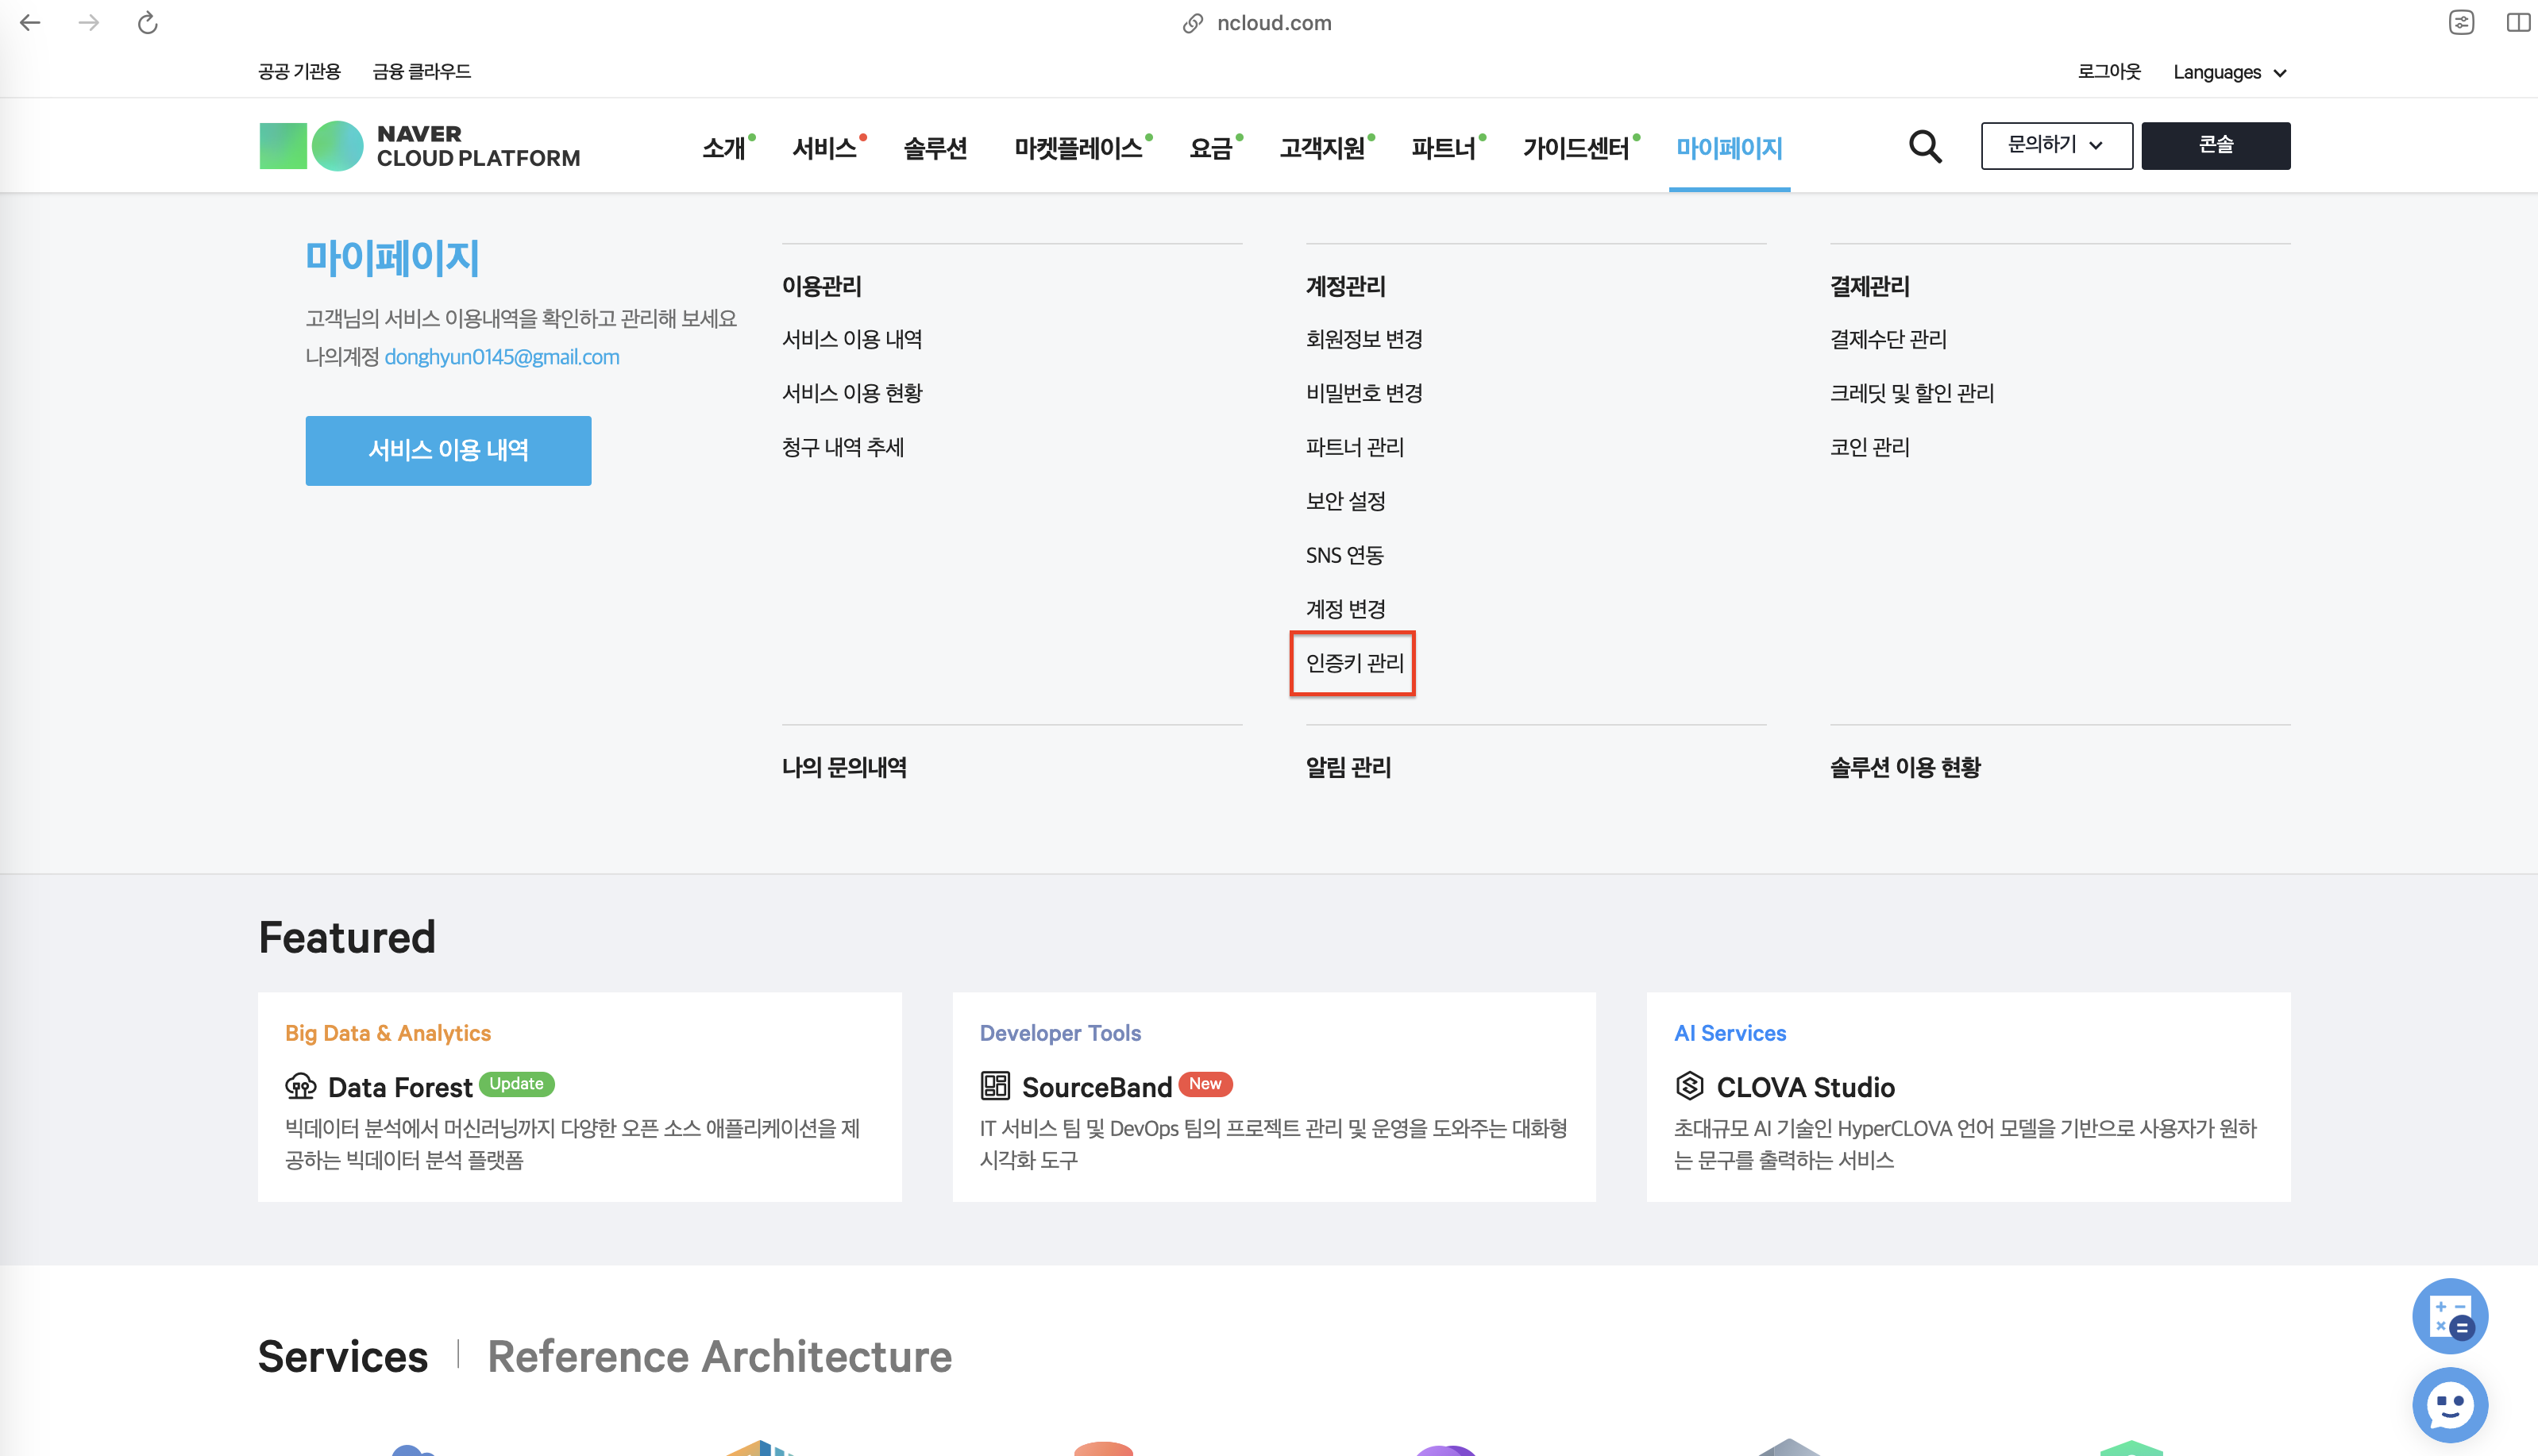 ncloud.com
공공 기관용 금융 클라우드
로그아웃 Languages
NAVER
CLOUD PLATFORM
소개 서비스 솔루션 마켓플레이스 요금 고객지원 파트너 가이드센터 마이페이지
문의하기 콘솔
마이페이지
고객님의 서비스 이용내역을 확인하고 관리해 보세요
나의계정 donghyun0145@gmail.com
서비스 이용 내역
이용관리
서비스 이용 내역
서비스 이용 현황
청구 내역 추세
계정관리
회원정보 변경
비밀번호 변경
파트너 관리
보안 설정
SNS 연동
계정 변경
인증키 관리
결제관리
결제수단 관리
크레딧 및 할인 관리
코인 관리
나의 문의내역
알림 관리
솔루션 이용 현황
Featured
Big Data & Analytics
Data Forest Update
빅데이터 분석에서 머신러닝까지 다양한 오픈 소스 애플리케이션을 제
공하는 빅데이터 분석 플랫폼
Developer Tools
SourceBand New
IT 서비스 팀 및 DevOps 팀의 프로젝트 관리 및 운영을 도와주는 대화형
시각화 도구
AI Services
CLOVA Studio
초대규모 AI 기술인 HyperCLOVA 언어 모델을 기반으로 사용자가 원하
는 문구를 출력하는 서비스
Services | Reference Architecture